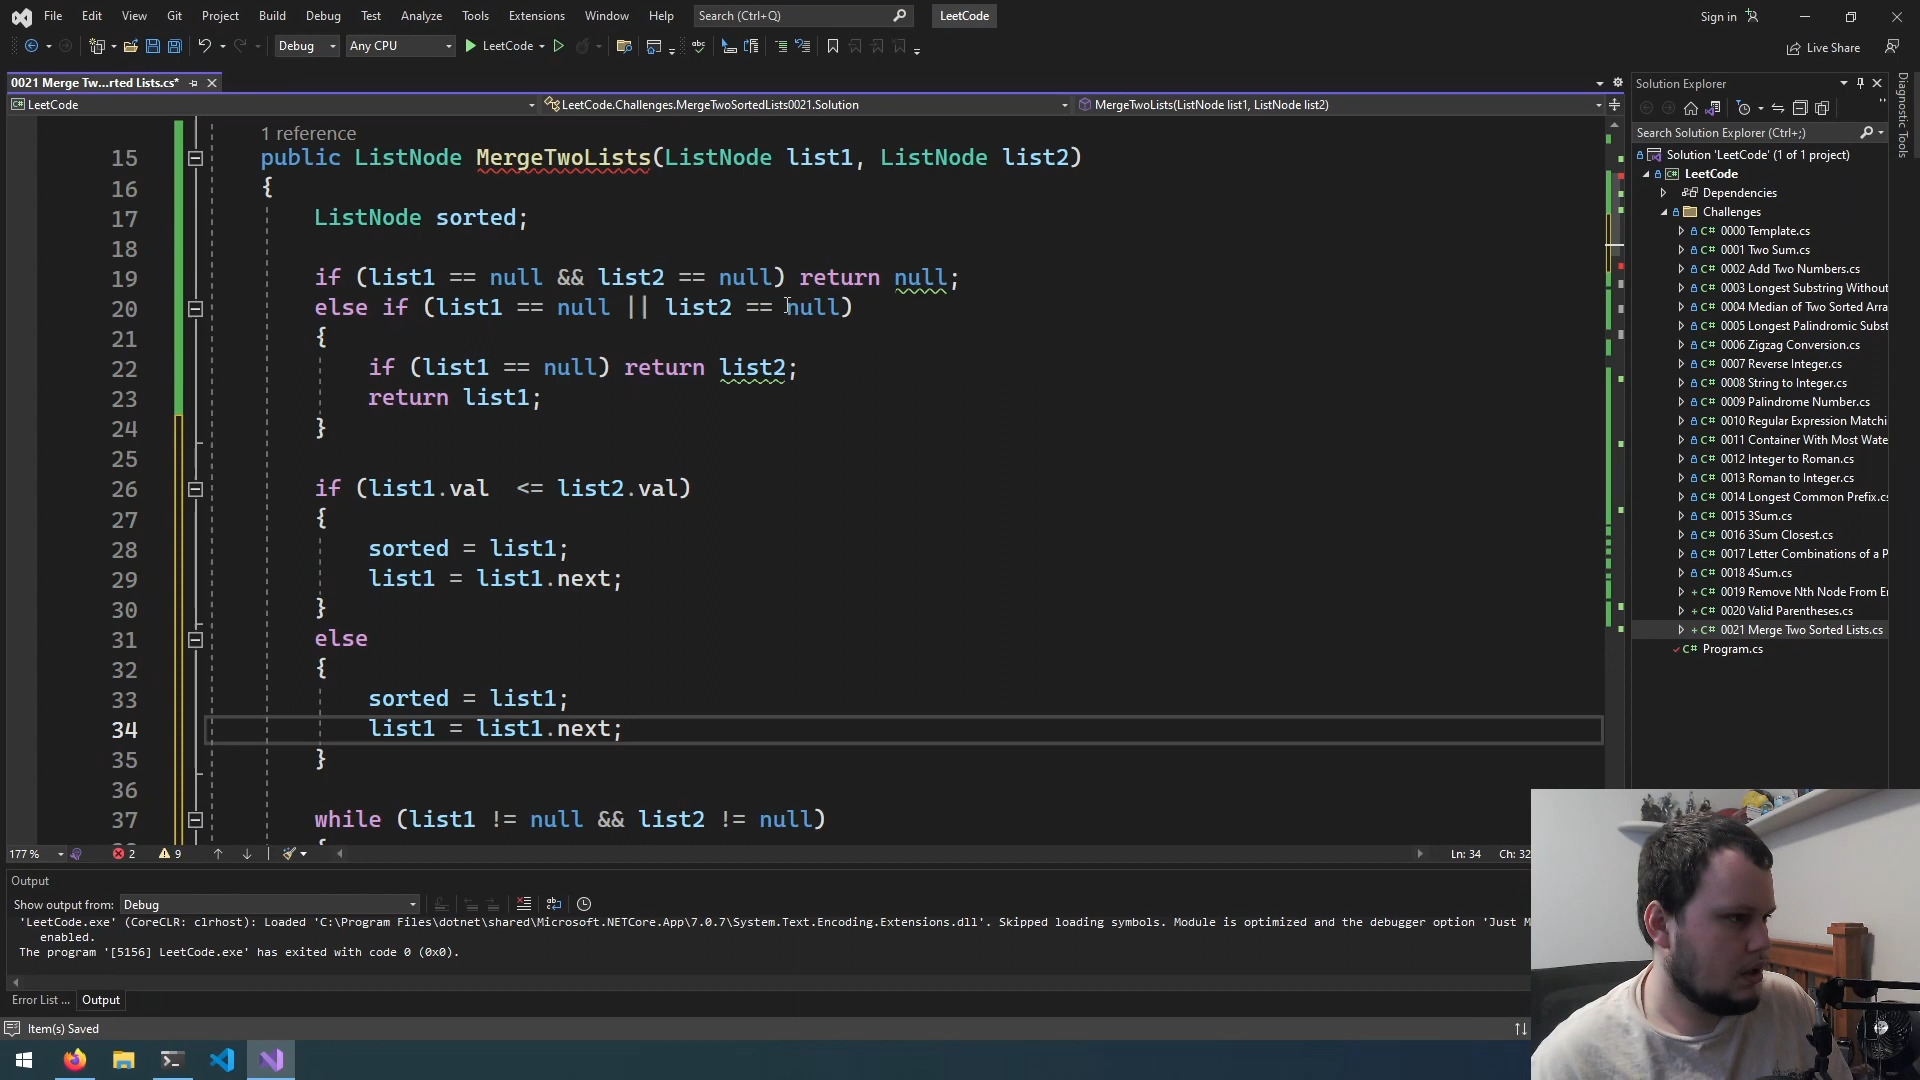 File Edit View Git Project Build Debug Test Analyze Tools Extensions Window Help Search (Ctrl+Q) LeetCode Sign in
Debug Any CPU LeetCode Live Share
0021 Merge Tw...rted Lists.cs*
LeetCode LeetCode.Challenges.MergeTwoSortedLists0021.Solution MergeTwoLists(ListNode list1, ListNode list2)
1 reference
15 public ListNode MergeTwoLists(ListNode list1, ListNode list2)
16 {
17 ListNode sorted;
18
19 if (list1 == null && list2 == null) return null;
20 else if (list1 == null || list2 == null)
21 {
22 if (list1 == null) return list2;
23 return list1;
24 }
25
26 if (list1.val  <= list2.val)
27 {
28 sorted = list1;
29 list1 = list1.next;
30 }
31 else
32 {
33 sorted = list1;
34 list1 = list1.next;
35 }
36
37 while (list1 != null && list2 != null)
177 % 2 9 Ln: 34 Ch: 32
Output
Show output from: Debug
'LeetCode.exe' (CoreCLR: clrhost): Loaded 'C:\Program Files\dotnet\shared\Microsoft.NETCore.App\7.0.7\System.Text.Encoding.Extensions.dll'. Skipped loading symbols. Module is optimized and the debugger option 'Just M
enabled.
The program '[5156] LeetCode.exe' has exited with code 0 (0x0).
Error List ... Output
Item(s) Saved
Solution Explorer
Search Solution Explorer (Ctrl+;)
Solution 'LeetCode' (1 of 1 project)
LeetCode
Dependencies
Challenges
C# 0000 Template.cs
C# 0001 Two Sum.cs
C# 0002 Add Two Numbers.cs
C# 0003 Longest Substring Without
C# 0004 Median of Two Sorted Arra
C# 0005 Longest Palindromic Subst
C# 0006 Zigzag Conversion.cs
C# 0007 Reverse Integer.cs
C# 0008 String to Integer.cs
C# 0009 Palindrome Number.cs
C# 0010 Regular Expression Matchi
C# 0011 Container With Most Wate
C# 0012 Integer to Roman.cs
C# 0013 Roman to Integer.cs
C# 0014 Longest Common Prefix.cs
C# 0015 3Sum.cs
C# 0016 3Sum Closest.cs
C# 0017 Letter Combinations of a P
C# 0018 4Sum.cs
+ C# 0019 Remove Nth Node From En
+ C# 0020 Valid Parentheses.cs
+ C# 0021 Merge Two Sorted Lists.cs
C# Program.cs
Diagnostic Tools